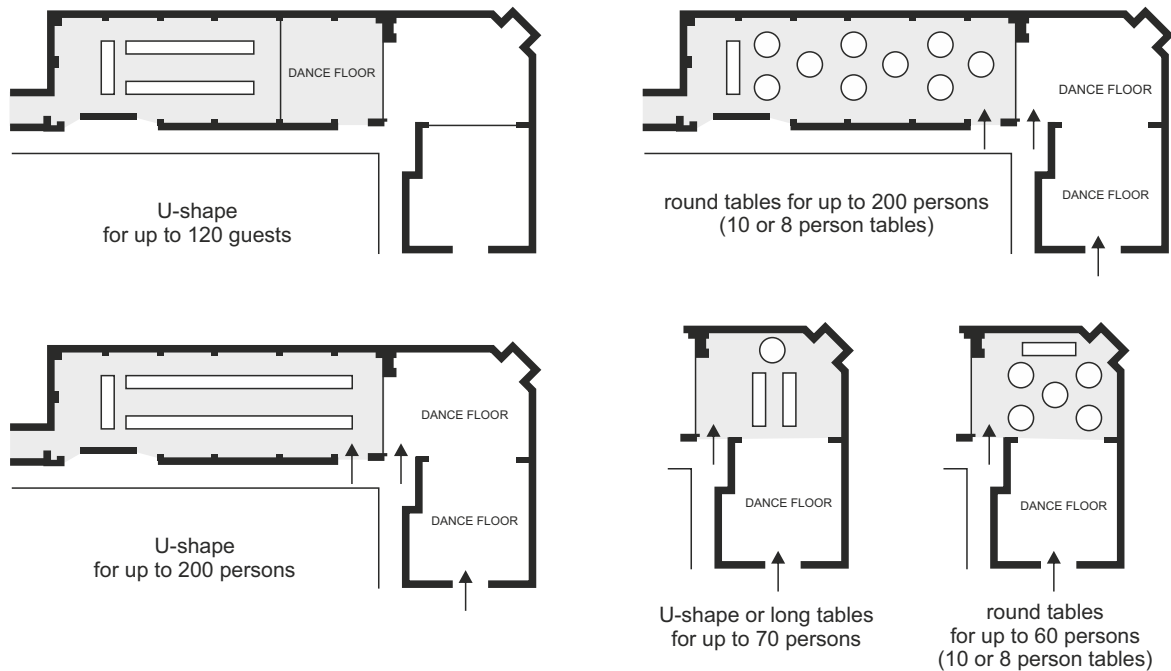 DANCE FLOOR
U-shape
for up to 120 guests
DANCE FLOOR
DANCE FLOOR
round tables for up to 200 persons
(10 or 8 person tables)
DANCE FLOOR
DANCE FLOOR
U-shape
for up to 200 persons
DANCE FLOOR
U-shape or long tables
for up to 70 persons
DANCE FLOOR
round tables
for up to 60 persons
(10 or 8 person tables)